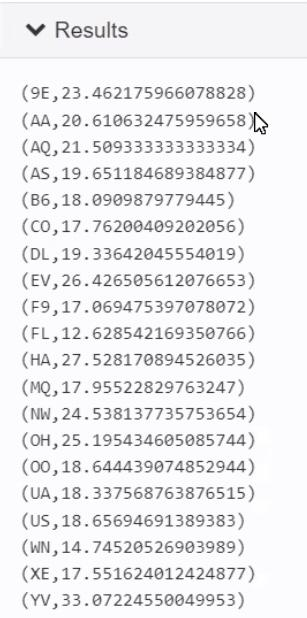 Results
(9E,23.462175966078828)
(AA,20.610632475959658)
(AQ,21.509333333333334)
(AS,19.651184689384877)
(B6,18.0909879779445)
(CO,17.76200409202056)
(DL,19.33642045554019)
(EV,26.426505612076653)
(F9,17.069475397078072)
(FL,12.628542169350766)
(HA,27.528170894526035)
(MQ,17.95522829763247)
(NW,24.538137735753654)
(OH,25.195434605085744)
(OO,18.644439074852944)
(UA,18.337568763876515)
(US,18.65694691389383)
(WN,14.74520526903989)
(XE,17.551624012424877)
(YV,33.07224550049953)